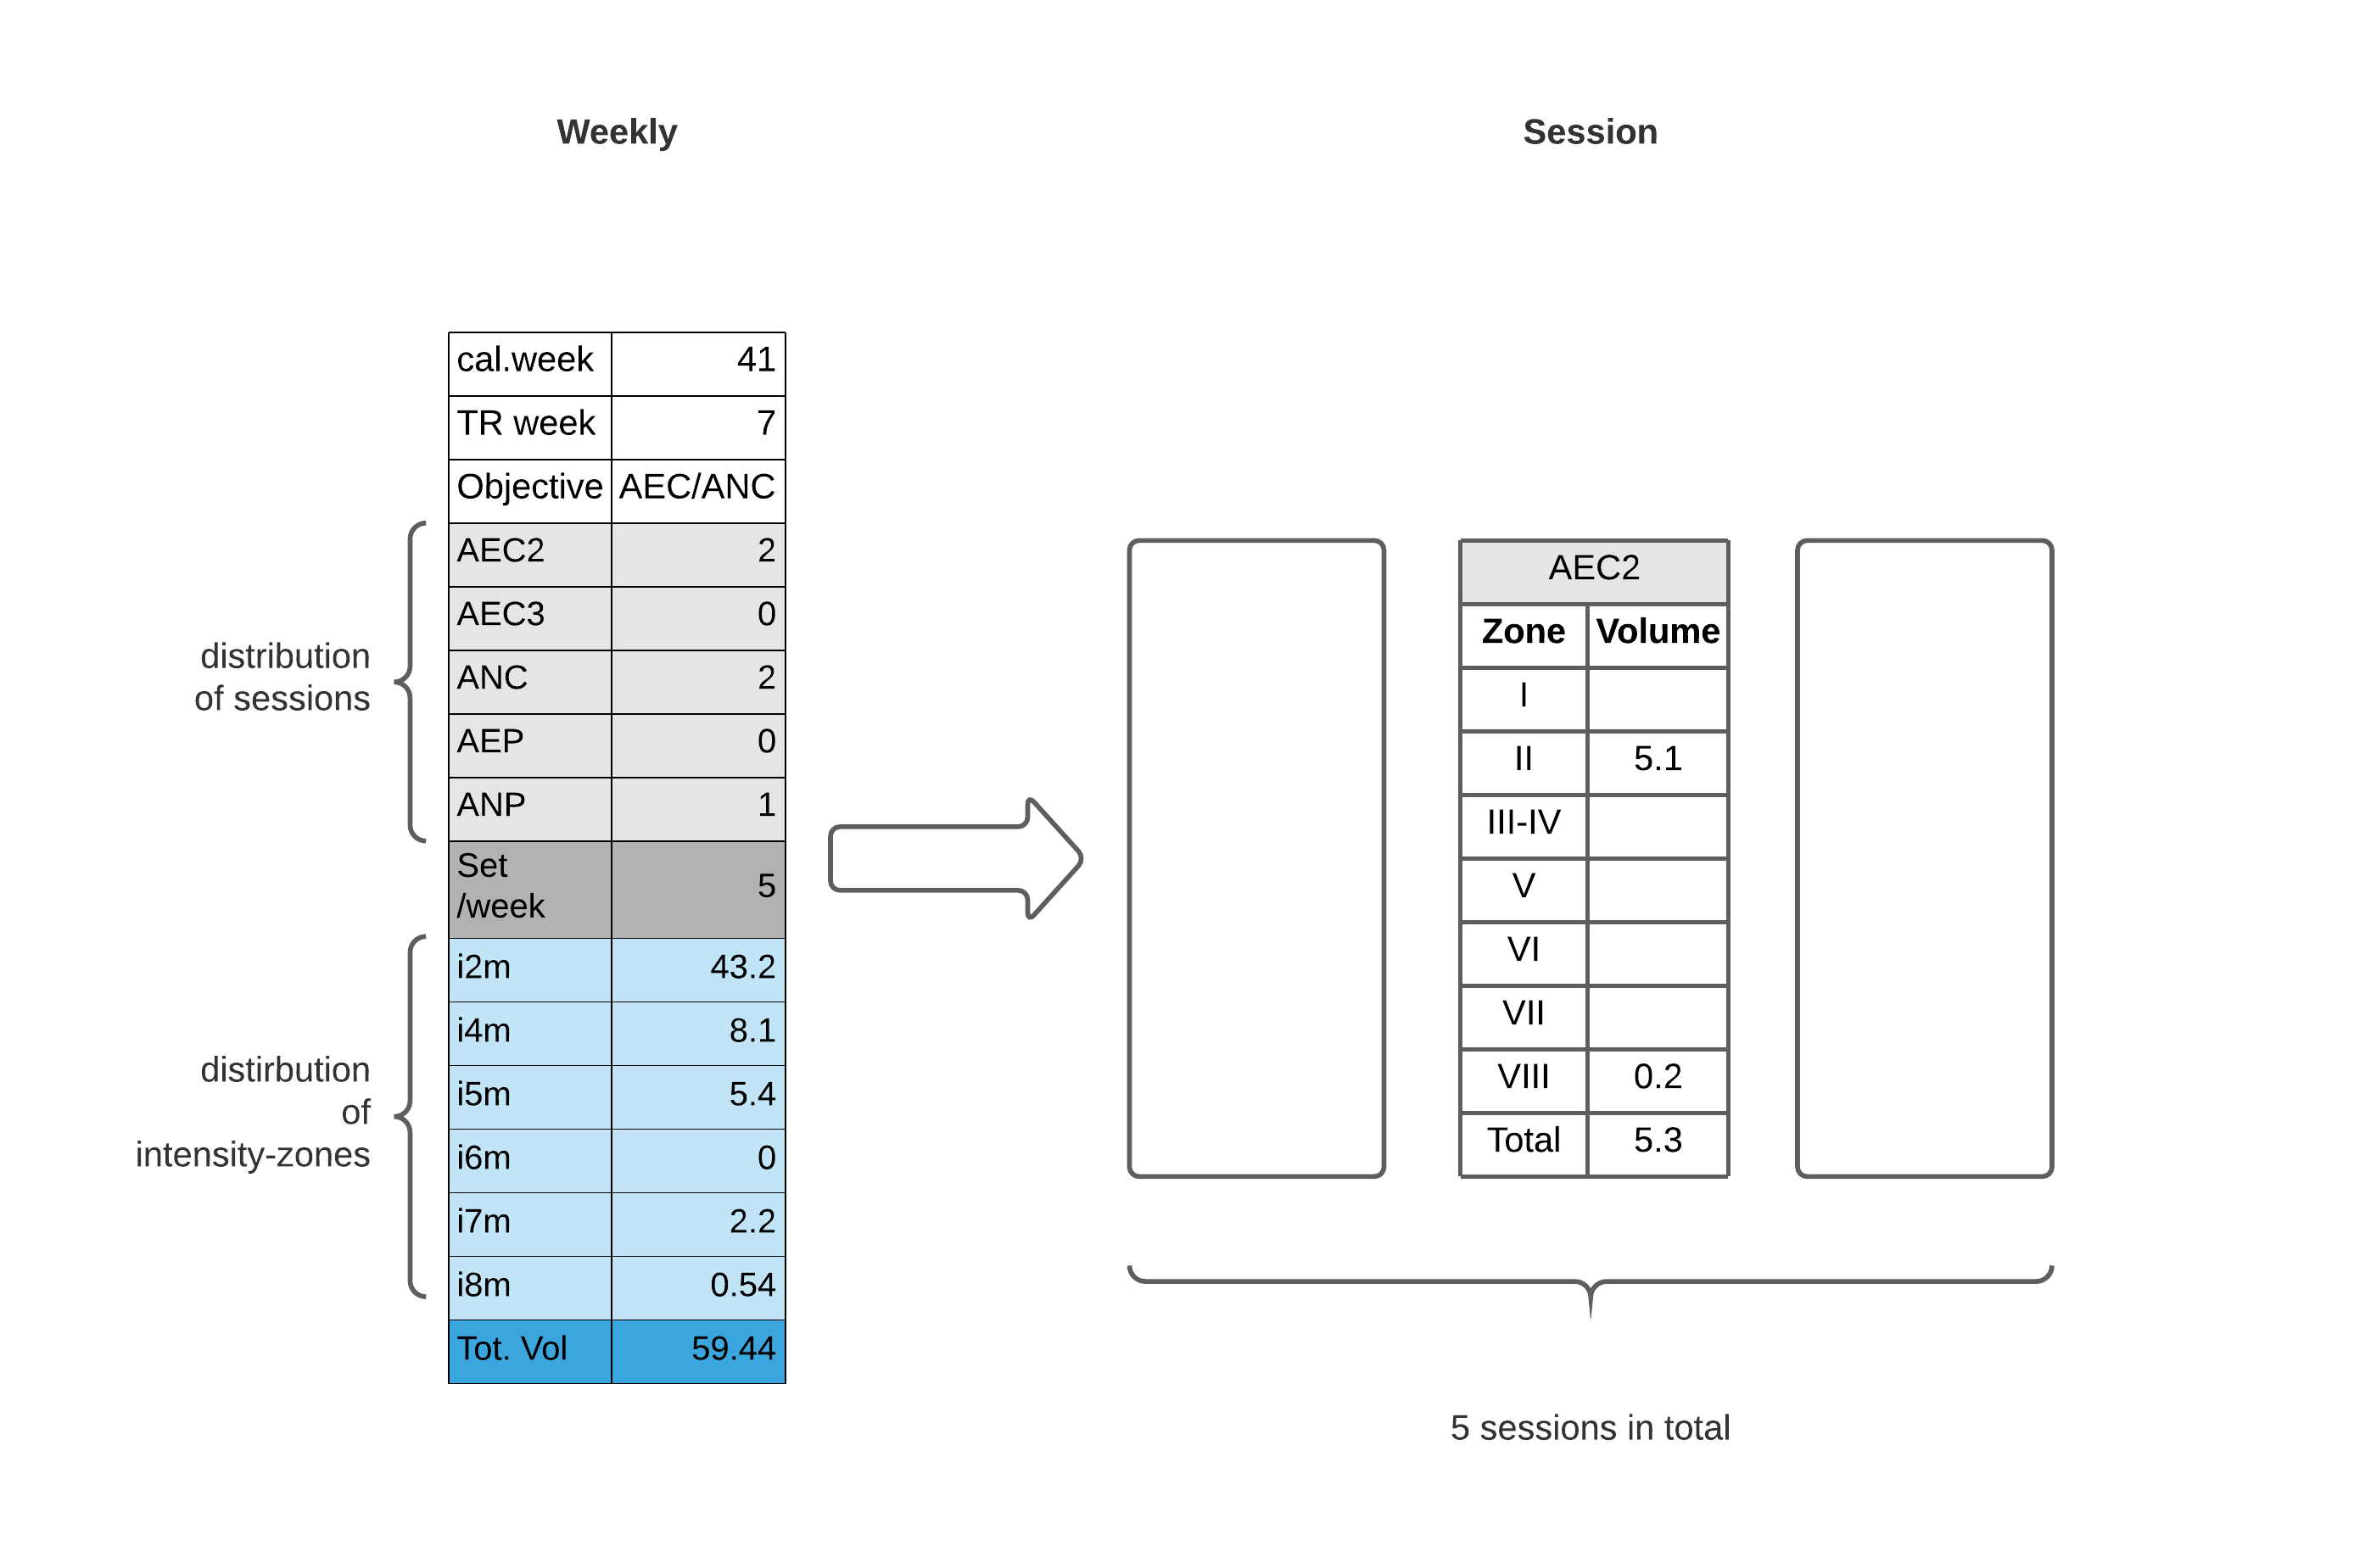 Weekly
Session
cal.week 41
TR week 7
Objective AEC/ANC
AEC2 2
AEC3 0
ANC 2
AEP 0
ANP 1
Set
/week 5
i2m 43.2
i4m 8.1
i5m 5.4
i6m 0
i7m 2.2
i8m 0.54
Tot. Vol 59.44
distribution
of sessions
distirbution
of
intensity-zones
AEC2
Zone Volume
I
II 5.1
III-IV
V
VI
VII
VIII 0.2
Total 5.3
5 sessions in total